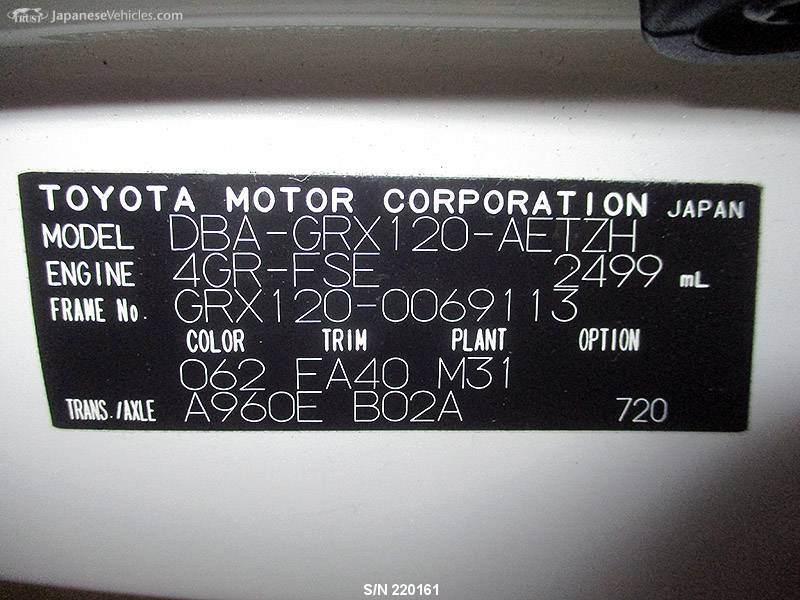 TRUST JapaneseVehicles.com
TOYOTA MOTOR CORPORATION JAPAN
MODEL DBA-GRX120-AETZH
ENGINE 4GR-FSE 2499 mL
FRAME No. GRX120-0069113
COLOR TRIM PLANT OPTION
062 FA40 M31
TRANS./AXLE A960E B02A 720
S/N 220161